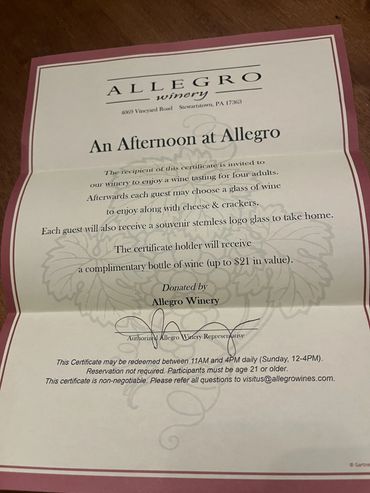 ALLEGRO
winery
4069 Vineyard Road Stewartstown, PA 17363
An Afternoon at Allegro
The recipient of this certificate is invited to
our winery to enjoy a wine tasting for four adults.
Afterwards each guest may choose a glass of wine
to enjoy along with cheese & crackers.
Each guest will also receive a souvenir stemless logo glass to take home.
The certificate holder will receive
a complimentary bottle of wine (up to $21 in value).
Donated by
Allegro Winery
Authorized Allegro Winery Representative
This Certificate may be redeemed between 11AM and 4PM daily (Sunday, 12-4PM).
Reservation not required. Participants must be age 21 or older.
This certificate is non-negotiable. Please refer all questions to visitus@allegrowines.com.